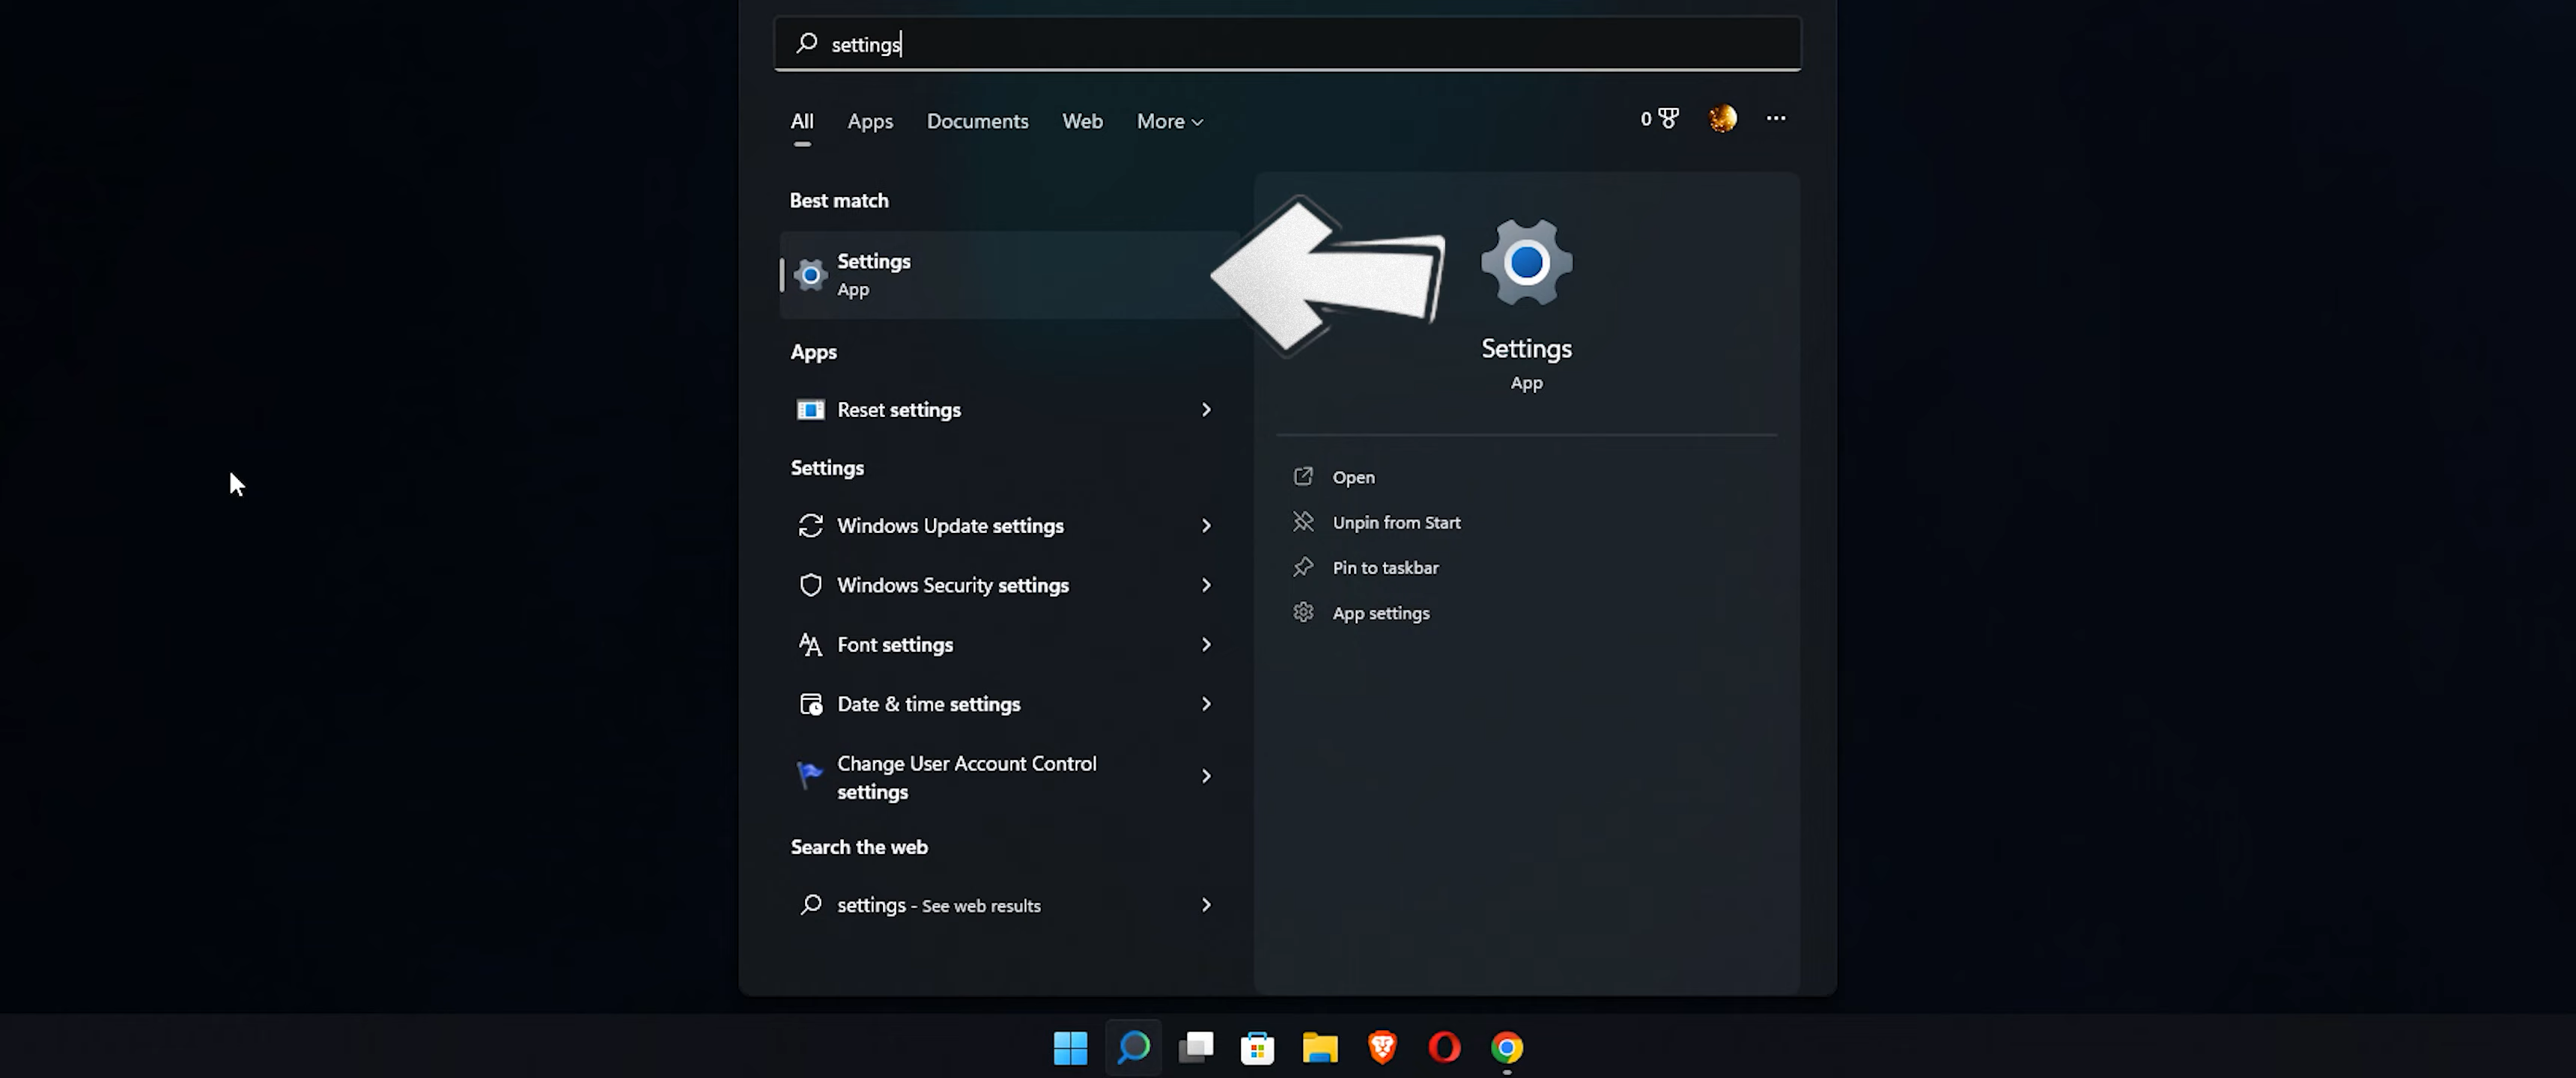 settings
All Apps Documents Web More
0
Best match
Settings
App
Apps
Reset settings
Settings
Windows Update settings
Windows Security settings
Font settings
Date & time settings
Change User Account Control
settings
Search the web
settings - See web results
Settings
App
Open
Unpin from Start
Pin to taskbar
App settings